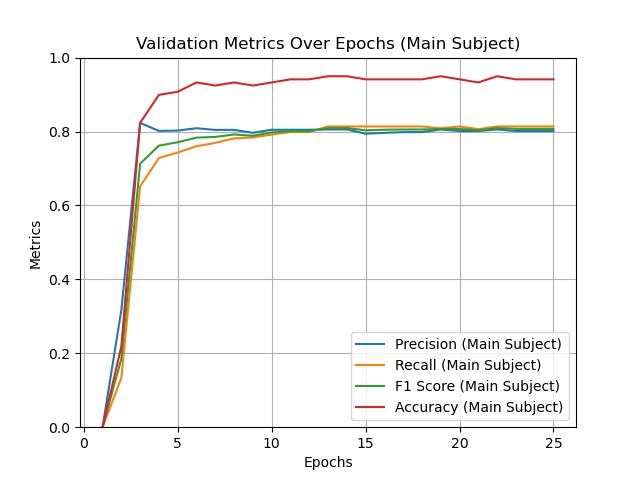 Validation Metrics Over Epochs (Main Subject)
1.0
0.8
0.6
0.4
0.2
0.0
Metrics
Precision (Main Subject)
Recall (Main Subject)
F1 Score (Main Subject)
Accuracy (Main Subject)
0 5 10 15 20 25
Epochs